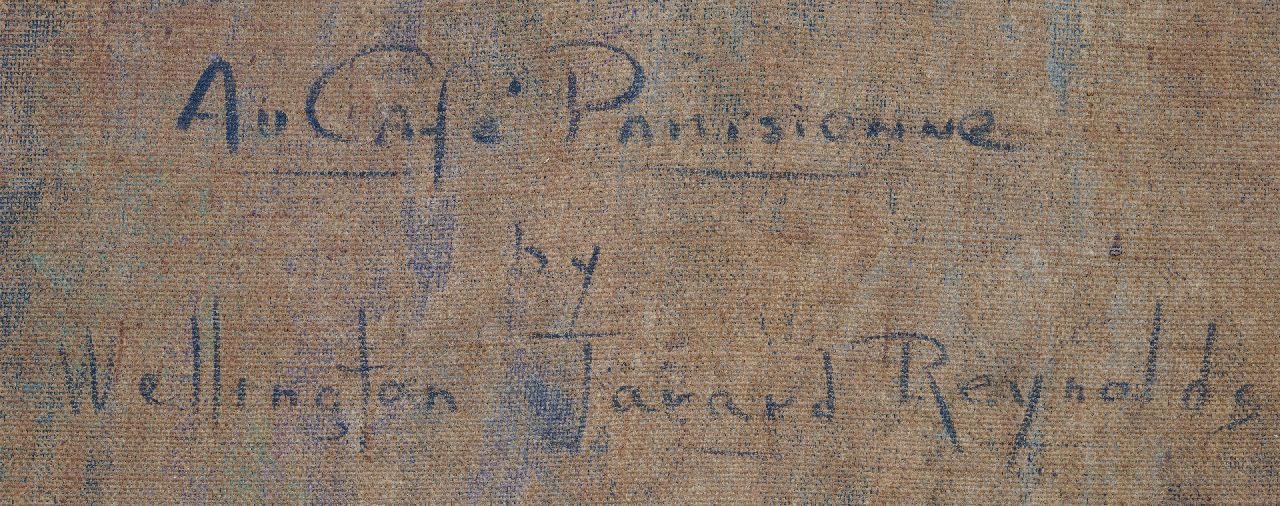 Au Café Parisienne
by
Wellington Jarard Reynolds